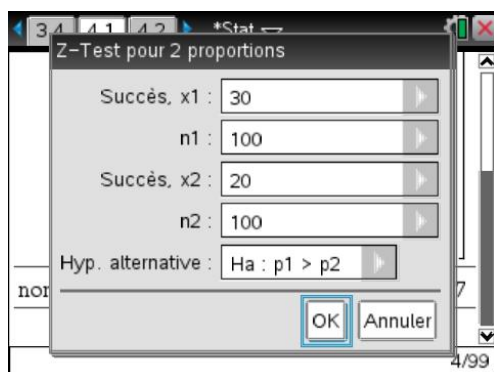 3.4 4.1 4.2 *Stat
Z-Test pour 2 proportions
Succès, x1 : 30
n1 : 100
Succès, x2 : 20
n2 : 100
Hyp. alternative : Ha : p1 > p2
nor 7
OK Annuler
4/99